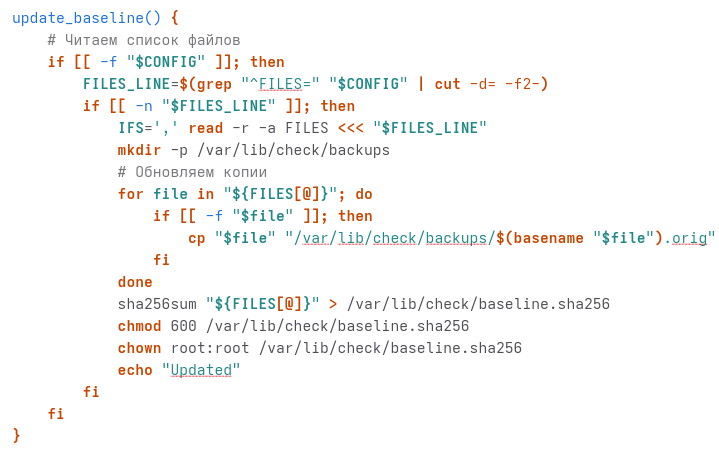 update_baseline() {
    # Читаем список файлов
    if [[ -f "$CONFIG" ]]; then
        FILES_LINE=$(grep "^FILES=" "$CONFIG" | cut -d= -f2-)
        if [[ -n "$FILES_LINE" ]]; then
            IFS=',' read -r -a FILES <<< "$FILES_LINE"
            mkdir -p /var/lib/check/backups
            # Обновляем копии
            for file in "${FILES[@]}"; do
                if [[ -f "$file" ]]; then
                    cp "$file" "/var/lib/check/backups/$(basename "$file").orig"
                fi
            done
            sha256sum "${FILES[@]}" > /var/lib/check/baseline.sha256
            chmod 600 /var/lib/check/baseline.sha256
            chown root:root /var/lib/check/baseline.sha256
            echo "Updated"
        fi
    fi
}